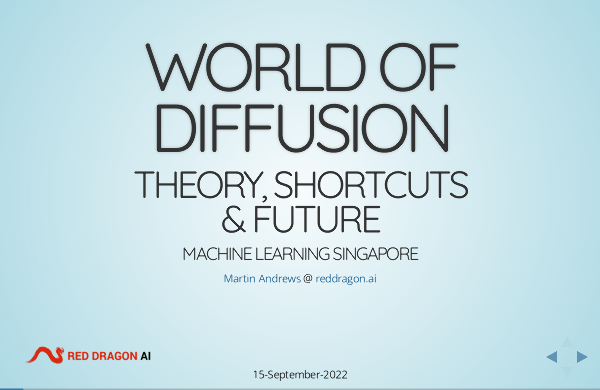 WORLD OF
DIFFUSION
THEORY, SHORTCUTS
& FUTURE
MACHINE LEARNING SINGAPORE
Martin Andrews @ reddragon.ai
RED DRAGON AI
15-September-2022